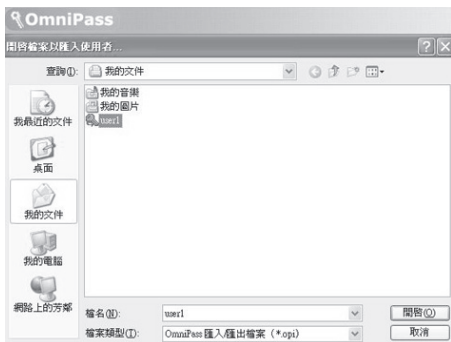 OmniPass
開啓檔案以匯入使用者...
查詢(I):
我的文件
我的音樂
我的圖片
user1
我最近的文件
桌面
我的文件
我的電腦
網路上的芳鄰
檔名(N):
user1
開啓(O)
檔案類型(T):
OmniPass 匯入/匯出檔案 (*.opi)
取消